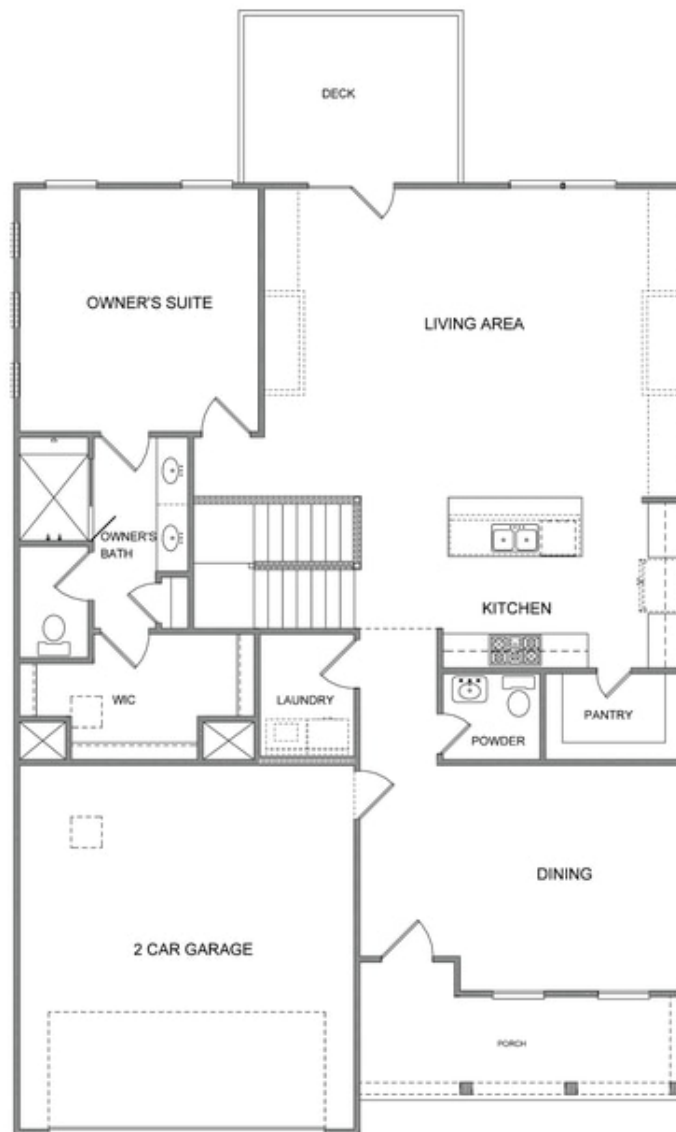 DECK
OWNER'S SUITE
LIVING AREA
OWNER'S
BATH
KITCHEN
WIC
LAUNDRY
PANTRY
POWDER
DINING
2 CAR GARAGE
PORCH